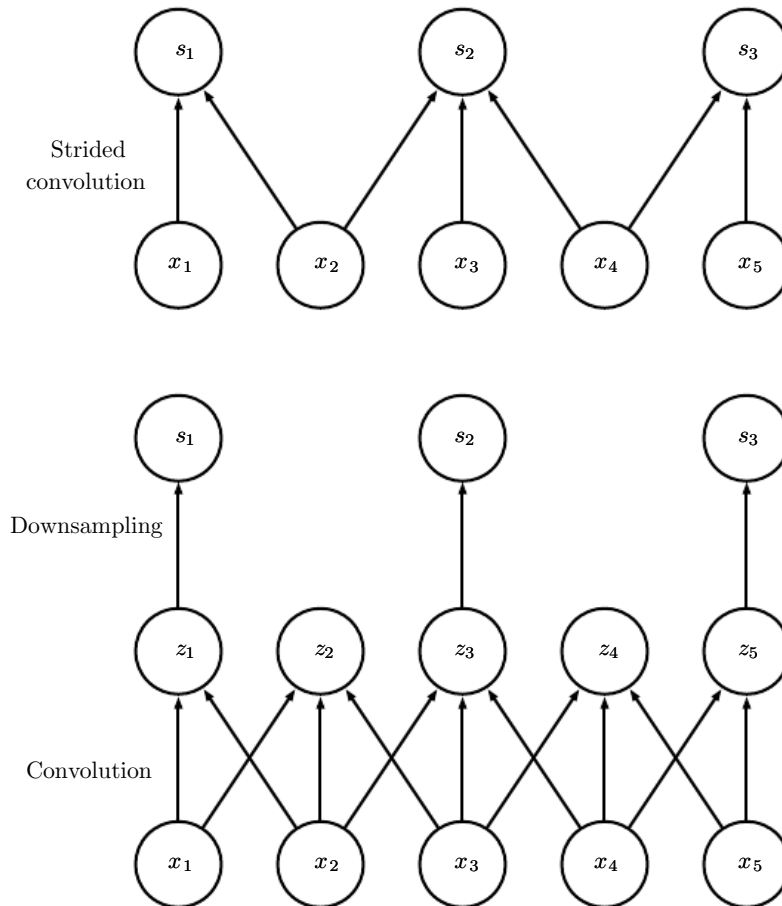 s₁ s₂ s₃
Strided
convolution
x₁ x₂ x₃ x₄ x₅
s₁ s₂ s₃
Downsampling
z₁ z₂ z₃ z₄ z₅
Convolution
x₁ x₂ x₃ x₄ x₅